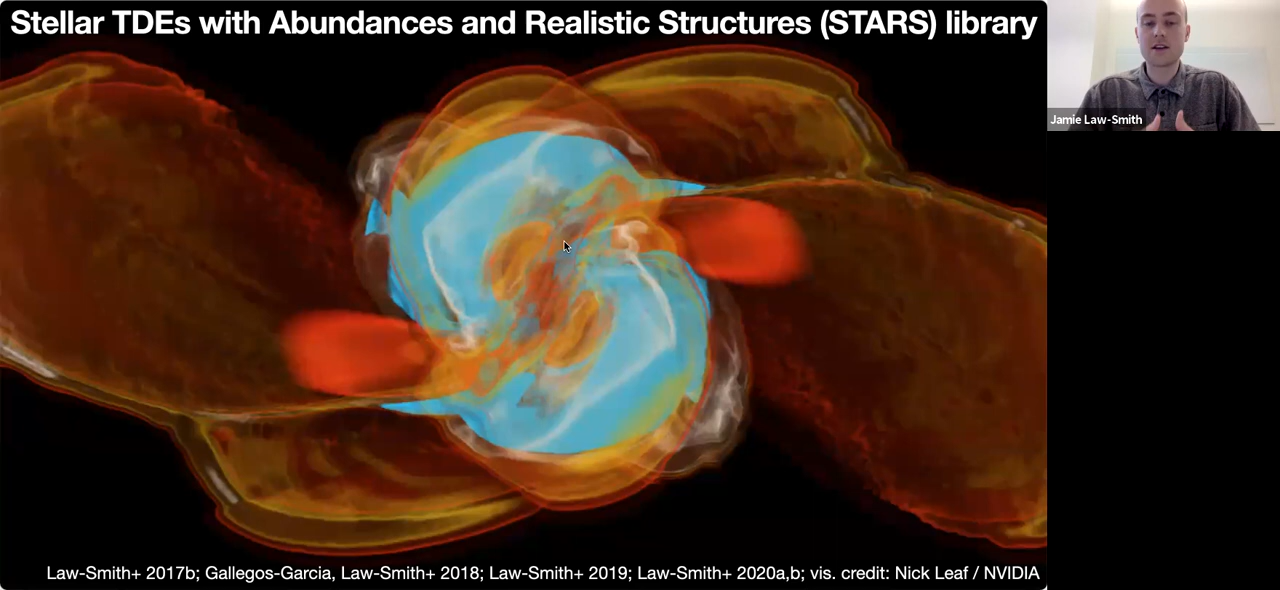 Stellar TDEs with Abundances and Realistic Structures (STARS) library
Jamie Law-Smith
Law-Smith+ 2017b; Gallegos-Garcia, Law-Smith+ 2018; Law-Smith+ 2019; Law-Smith+ 2020a,b; vis. credit: Nick Leaf / NVIDIA